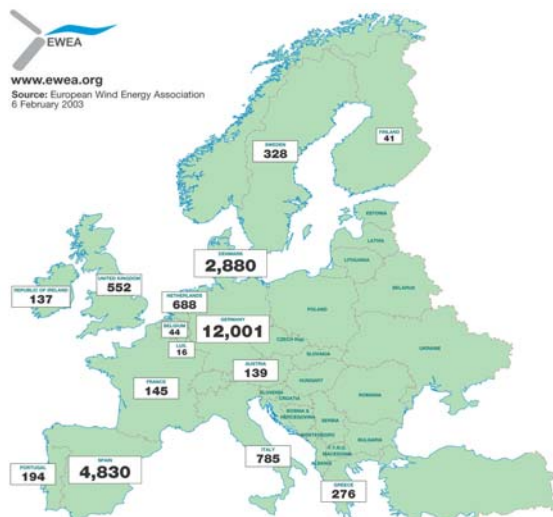 EWEA
www.ewea.org
Source: European Wind Energy Association
6 February 2003
FINLAND
41
SWEDEN
328
ESTONIA
LATVIA
LITHUANIA
DENMARK
2,880
BELARUS
UNITED KINGDOM
552
REPUBLIC OF IRELAND
137
NETHERLANDS
688
GERMANY
12,001
POLAND
BELGIUM
44
LUX.
16
CZECH Rep
UKRAINE
SLOVAKIA
AUSTRIA
139
FRANCE
145
HUNGARY
SLOVENIA
CROATIA
ROMANIA
BOSNIA &
HERZEGOVINA
SERBIA
MONTENEGRO
BULGARIA
MACEDONIA
ALBANIA
ITALY
785
PORTUGAL
194
SPAIN
4,830
GREECE
276